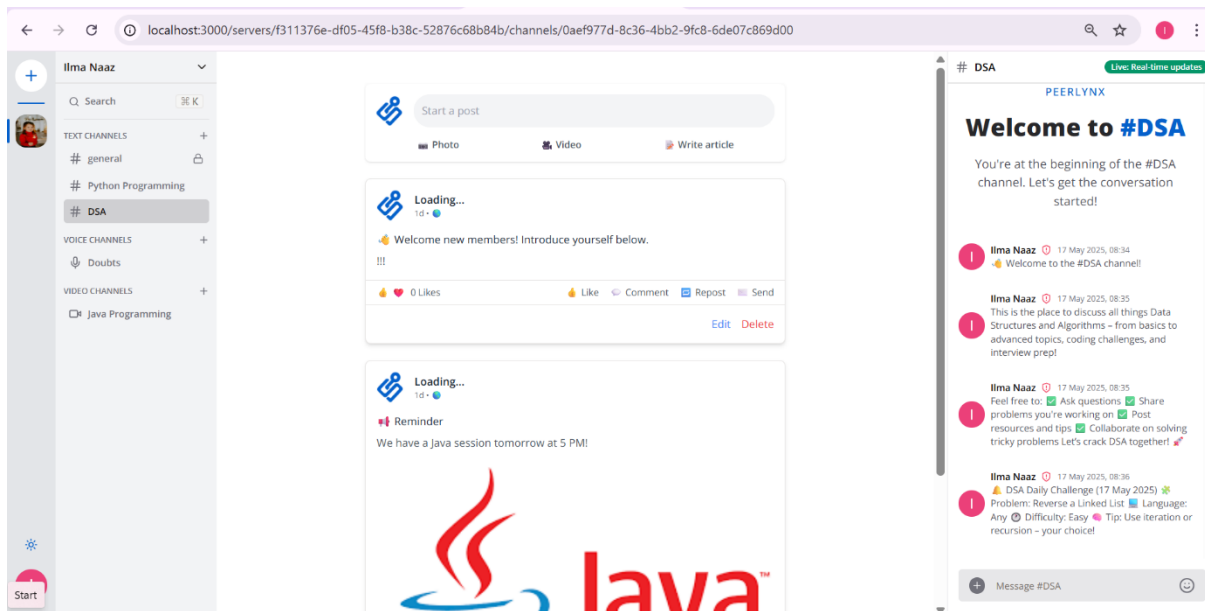 localhost:3000/servers/f311376e-df05-45f8-b38c-52876c68b84b/channels/0aef977d-8c36-4bb2-9fc8-6de07c869d00
I
Ilma Naaz
Search
⌘ K
TEXT CHANNELS
# general
# Python Programming
# DSA
VOICE CHANNELS
Doubts
VIDEO CHANNELS
Java Programming
Start
Start a post
Photo
Video
Write article
Loading...
1d •
👋 Welcome new members! Introduce yourself below.
!!!
0 Likes
Like
Comment
Repost
Send
Edit
Delete
Loading...
1d •
Reminder
We have a Java session tomorrow at 5 PM!
Java™
# DSA
Live: Real-time updates
PEERLYNX
Welcome to #DSA
You're at the beginning of the #DSA
channel. Let's get the conversation
started!
I
Ilma Naaz 17 May 2025, 08:34
👋 Welcome to the #DSA channel!
I
Ilma Naaz 17 May 2025, 08:35
This is the place to discuss all things Data
Structures and Algorithms – from basics to
advanced topics, coding challenges, and
interview prep!
I
Ilma Naaz 17 May 2025, 08:35
Feel free to: ✅ Ask questions ✅ Share
problems you're working on ✅ Post
resources and tips ✅ Collaborate on solving
tricky problems Let's crack DSA together! 🚀
I
Ilma Naaz 17 May 2025, 08:36
🔔 DSA Daily Challenge (17 May 2025) 🧩
Problem: Reverse a Linked List 💻 Language:
Any 🕐 Difficulty: Easy 🧠 Tip: Use iteration or
recursion – your choice!
Message #DSA